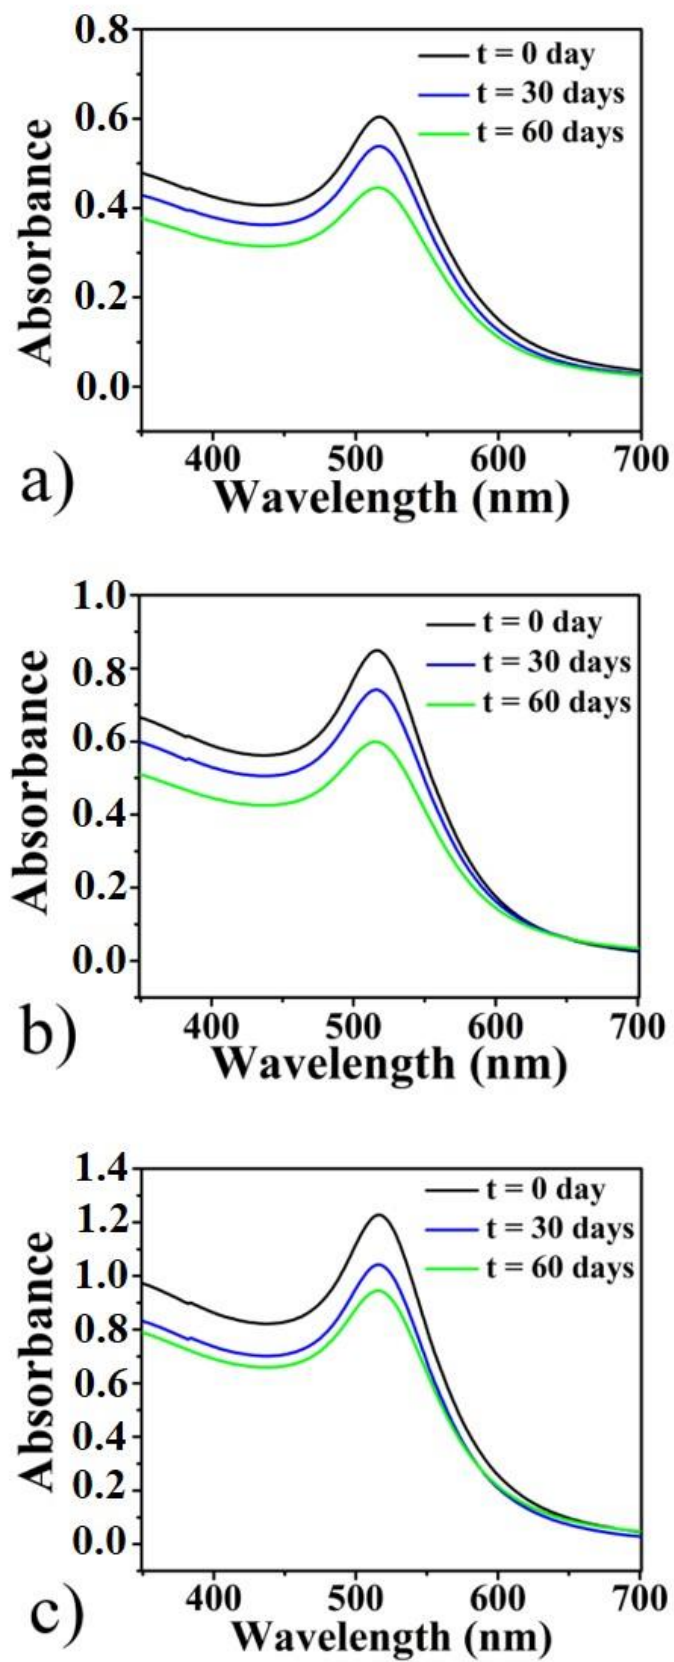 0.8
t = 0 day
t = 30 days
t = 60 days
0.6
0.4
0.2
0.0
Absorbance
400 500 600 700
Wavelength (nm)
a)
1.0
t = 0 day
t = 30 days
t = 60 days
0.8
0.6
0.4
0.2
0.0
Absorbance
400 500 600 700
Wavelength (nm)
b)
1.4
t = 0 day
t = 30 days
t = 60 days
1.2
1.0
0.8
0.6
0.4
0.2
0.0
Absorbance
400 500 600 700
Wavelength (nm)
c)